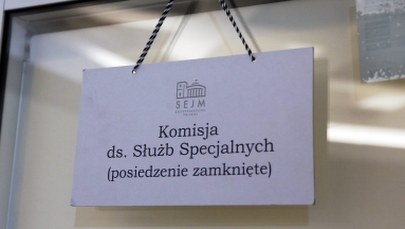 SEJM
Komisja
ds. Służb Specjalnych
(posiedzenie zamknięte)